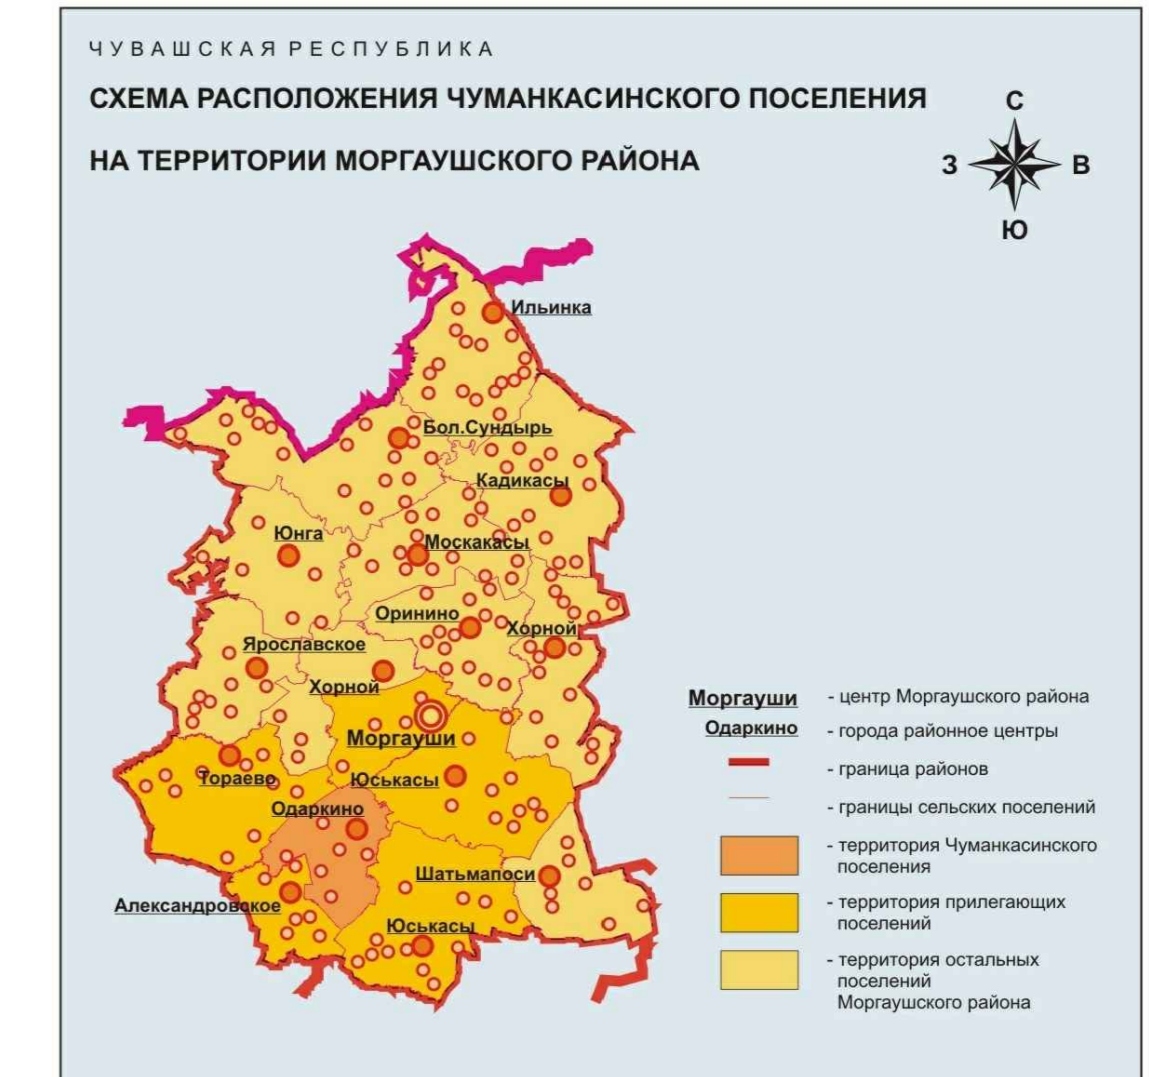 ЧУВАШСКАЯ РЕСПУБЛИКА
СХЕМА РАСПОЛОЖЕНИЯ ЧУМАНКАСИНСКОГО ПОСЕЛЕНИЯ
НА ТЕРРИТОРИИ МОРГАУШСКОГО РАЙОНА
С
З
В
Ю
Ильинка
Бол.Сундырь
Кадикасы
Юнга
Москакасы
Оринино
Хорной
Ярославское
Хорной
Моргауши
Тораево
Юськасы
Одаркино
Шатьмапоси
Александровское
Юськасы
Моргауши - центр Моргаушского района
Одаркино - города районное центры
- граница районов
- границы сельских поселений
- территория Чуманкасинского
поселения
- территория прилегающих
поселений
- территория остальных
поселений
Моргаушского района